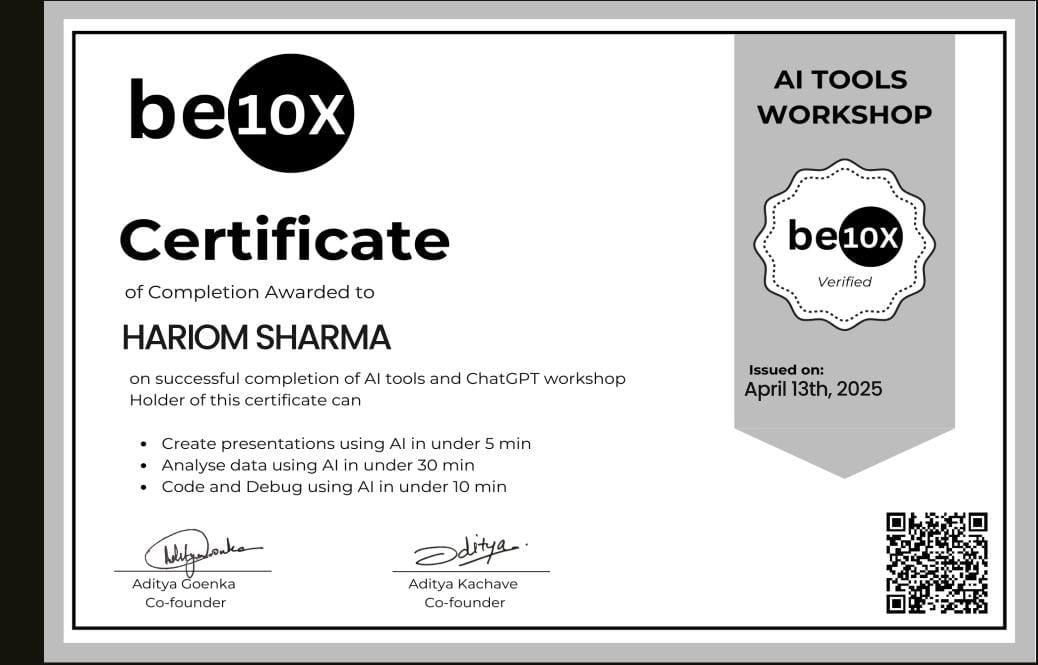 be10X
Certificate
of Completion Awarded to
HARIOM SHARMA
on successful completion of AI tools and ChatGPT workshop
Holder of this certificate can
• Create presentations using AI in under 5 min
• Analyse data using AI in under 30 min
• Code and Debug using AI in under 10 min
Aditya Goenka
Co-founder
Aditya.
Aditya Kachave
Co-founder
AI TOOLS
WORKSHOP
be10X
Verified
Issued on:
April 13th, 2025